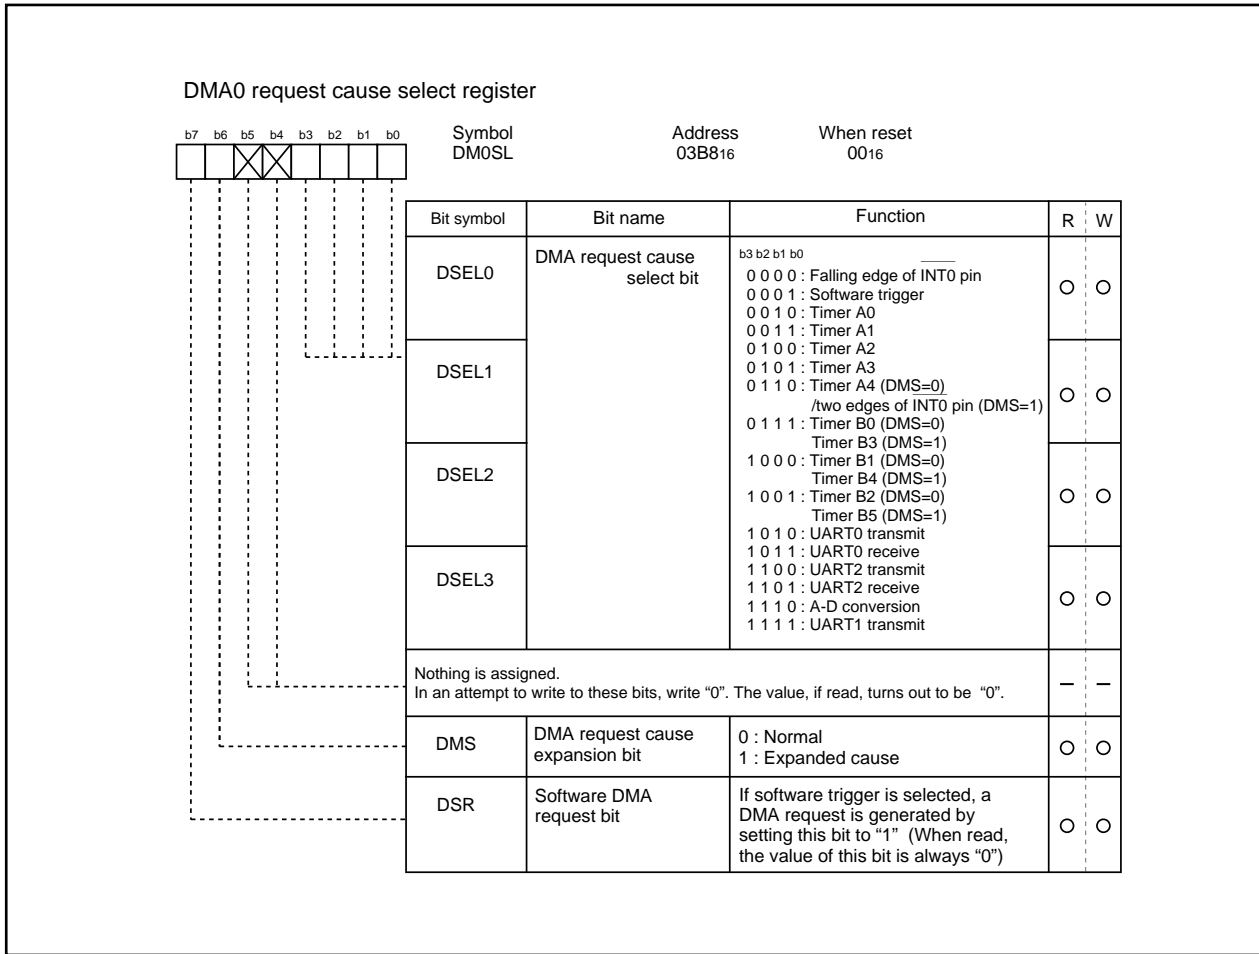 DMA0 request cause select register
b7 b6 b5 b4 b3 b2 b1 b0
Symbol Address When reset
DM0SL 03B816 0016
Bit symbol Bit name Function R W
DSEL0
DMA request cause
select bit
b3 b2 b1 b0
0 0 0 0 : Falling edge of INT0 pin
0 0 0 1 : Software trigger
0 0 1 0 : Timer A0
0 0 1 1 : Timer A1
0 1 0 0 : Timer A2
0 1 0 1 : Timer A3
0 1 1 0 : Timer A4 (DMS=0)
/two edges of INT0 pin (DMS=1)
0 1 1 1 : Timer B0 (DMS=0)
Timer B3 (DMS=1)
1 0 0 0 : Timer B1 (DMS=0)
Timer B4 (DMS=1)
1 0 0 1 : Timer B2 (DMS=0)
Timer B5 (DMS=1)
1 0 1 0 : UART0 transmit
1 0 1 1 : UART0 receive
1 1 0 0 : UART2 transmit
1 1 0 1 : UART2 receive
1 1 1 0 : A-D conversion
1 1 1 1 : UART1 transmit
DSEL1
DSEL2
DSEL3
Nothing is assigned.
In an attempt to write to these bits, write “0”. The value, if read, turns out to be “0”.
DMS
DMA request cause
expansion bit
0 : Normal
1 : Expanded cause
DSR
Software DMA
request bit
If software trigger is selected, a
DMA request is generated by
setting this bit to “1” (When read,
the value of this bit is always “0”)